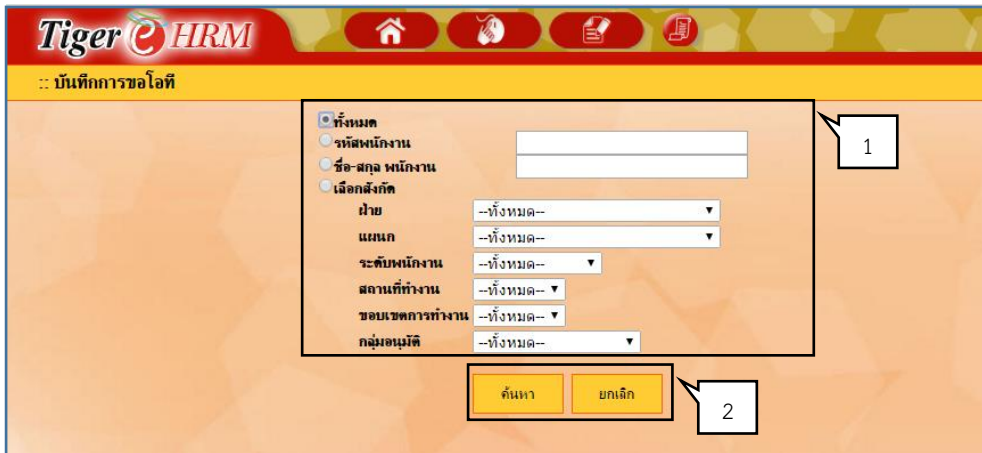 Tiger e HRM
:: บันทึกการขอโอที
ทั้งหมด
รหัสพนักงาน
ชื่อ-สกุล พนักงาน
เลือกสังกัด
ฝ่าย --ทั้งหมด--
แผนก --ทั้งหมด--
ระดับพนักงาน --ทั้งหมด--
สถานที่ทำงาน --ทั้งหมด--
ขอบเขตการทำงาน --ทั้งหมด--
กลุ่มอนุมัติ --ทั้งหมด--
1
ค้นหา ยกเลิก
2